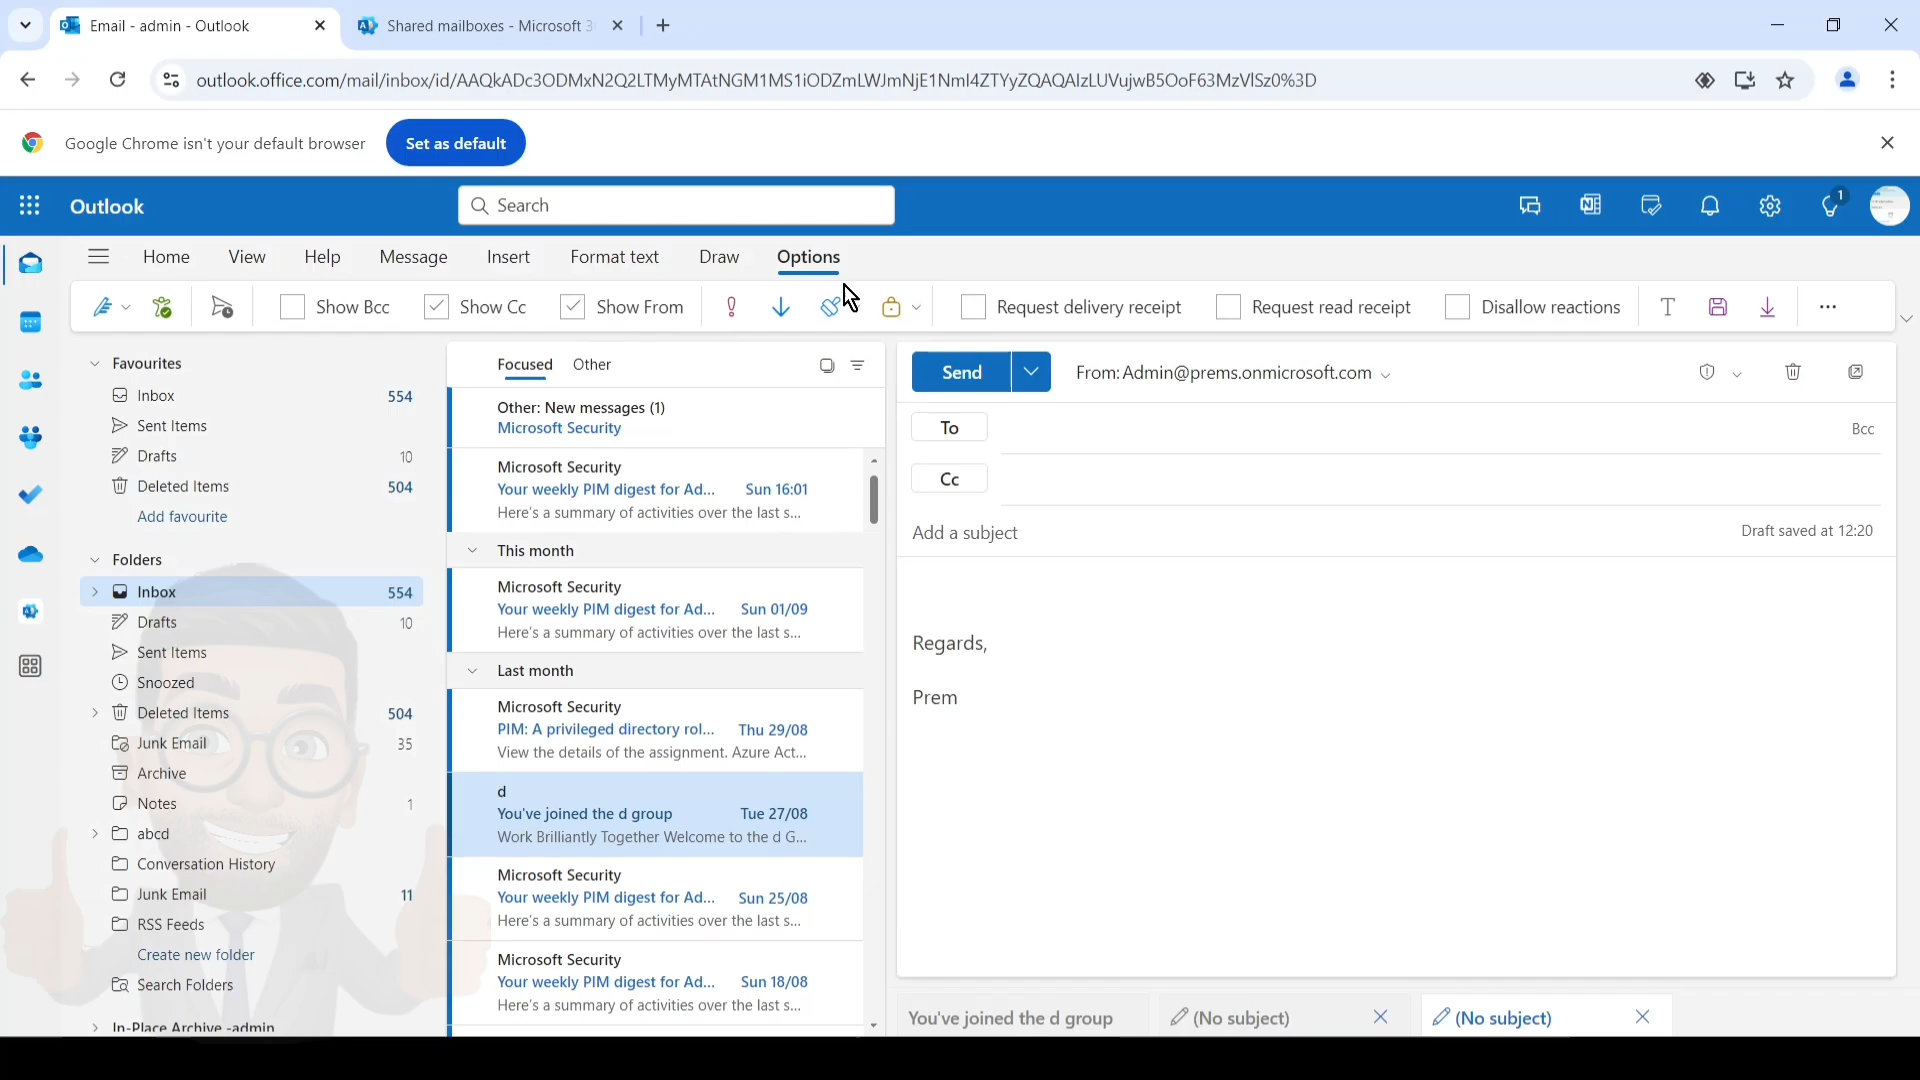 Email - admin - Outlook
Shared mailboxes - Microsoft 3
outlook.office.com/mail/inbox/id/AAQkADc3ODMxN2Q2LTMyMTAtNGM1MS1iODZmLWJmNjE1NmI4ZTYyZQAQAIzLUVujwB5OoF63MzVlSz0%3D
Google Chrome isn't your default browser
Set as default
Outlook
Search
1
Home
View
Help
Message
Insert
Format text
Draw
Options
Show Bcc
Show Cc
Show From
Request delivery receipt
Request read receipt
Disallow reactions
Favourites
Inbox 554
Sent Items
Drafts 10
Deleted Items 504
Add favourite
Folders
Inbox 554
Drafts 10
Sent Items
Snoozed
Deleted Items 504
Junk Email 35
Archive
Notes 1
abcd
Conversation History
Junk Email 11
RSS Feeds
Create new folder
Search Folders
In-Place Archive -admin
Focused Other
Other: New messages (1)
Microsoft Security
Microsoft Security
Your weekly PIM digest for Ad... Sun 16:01
Here's a summary of activities over the last s...
This month
Microsoft Security
Your weekly PIM digest for Ad... Sun 01/09
Here's a summary of activities over the last s...
Last month
Microsoft Security
PIM: A privileged directory rol... Thu 29/08
View the details of the assignment. Azure Act...
d
You've joined the d group Tue 27/08
Work Brilliantly Together Welcome to the d G...
Microsoft Security
Your weekly PIM digest for Ad... Sun 25/08
Here's a summary of activities over the last s...
Microsoft Security
Your weekly PIM digest for Ad... Sun 18/08
Here's a summary of activities over the last s...
Send
From: Admin@prems.onmicrosoft.com
To
Bcc
Cc
Add a subject
Draft saved at 12:20
Regards,
Prem
You've joined the d group
(No subject)
(No subject)